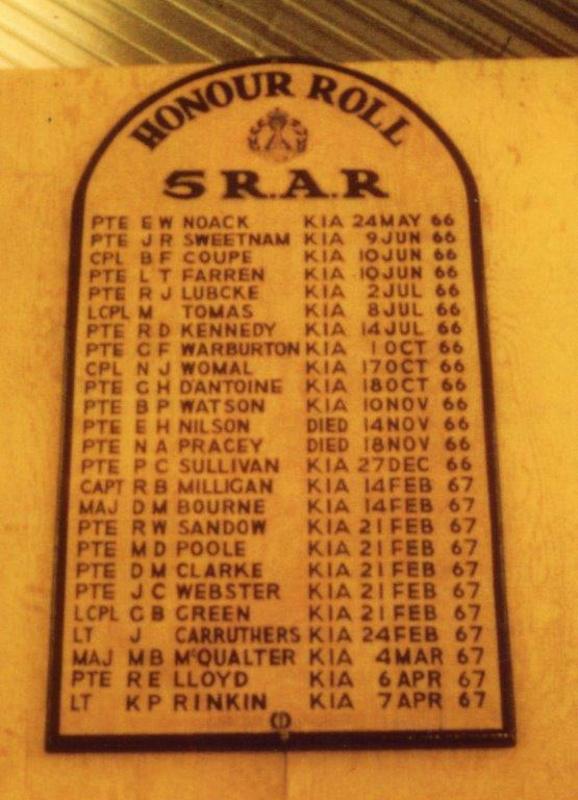 HONOUR ROLL
5 R.A.R
PTE E W NOACK KIA 24 MAY 66
PTE J R SWEETNAM KIA 9 JUN 66
CPL B F COUPE KIA 10 JUN 66
PTE L T FARREN KIA 10 JUN 66
PTE R J LUBCKE KIA 2 JUL 66
LCPL M TOMAS KIA 8 JUL 66
PTE R D KENNEDY KIA 14 JUL 66
PTE G F WARBURTON KIA 1 OCT 66
CPL N J WOMAL KIA 17 OCT 66
PTE G H D'ANTOINE KIA 18 OCT 66
PTE B P WATSON KIA 10 NOV 66
PTE E H NILSON DIED 14 NOV 66
PTE N A PRACEY DIED 18 NOV 66
PTE P C SULLIVAN KIA 27 DEC 66
CAPT R B MILLIGAN KIA 14 FEB 67
MAJ D M BOURNE KIA 14 FEB 67
PTE R W SANDOW KIA 21 FEB 67
PTE M D POOLE KIA 21 FEB 67
PTE D M CLARKE KIA 21 FEB 67
PTE J C WEBSTER KIA 21 FEB 67
LCPL G B GREEN KIA 21 FEB 67
LT J CARRUTHERS KIA 24 FEB 67
MAJ M B McQUALTER KIA 4 MAR 67
PTE R E LLOYD KIA 6 APR 67
LT K P RINKIN KIA 7 APR 67